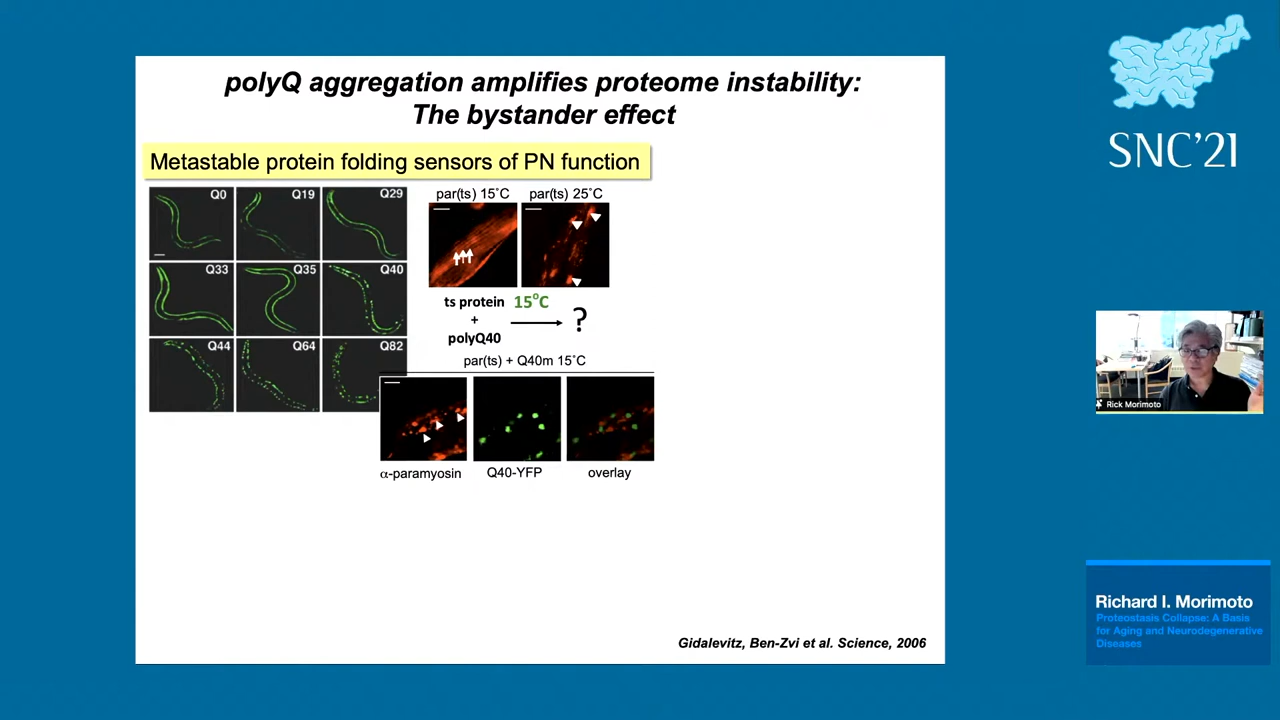 polyQ aggregation amplifies proteome instability:
The bystander effect
Metastable protein folding sensors of PN function
Q0
Q19
Q29
Q33
Q35
Q40
Q44
Q64
Q82
par(ts) 15˚C
par(ts) 25˚C
ts protein
+
polyQ40
15°C
?
par(ts) + Q40m 15˚C
α-paramyosin
Q40-YFP
overlay
Gidalevitz, Ben-Zvi et al. Science, 2006
SNC'21
Rick Morimoto
Richard I. Morimoto
Proteostasis Collapse: A Basis
for Aging and Neurodegenerative
Diseases